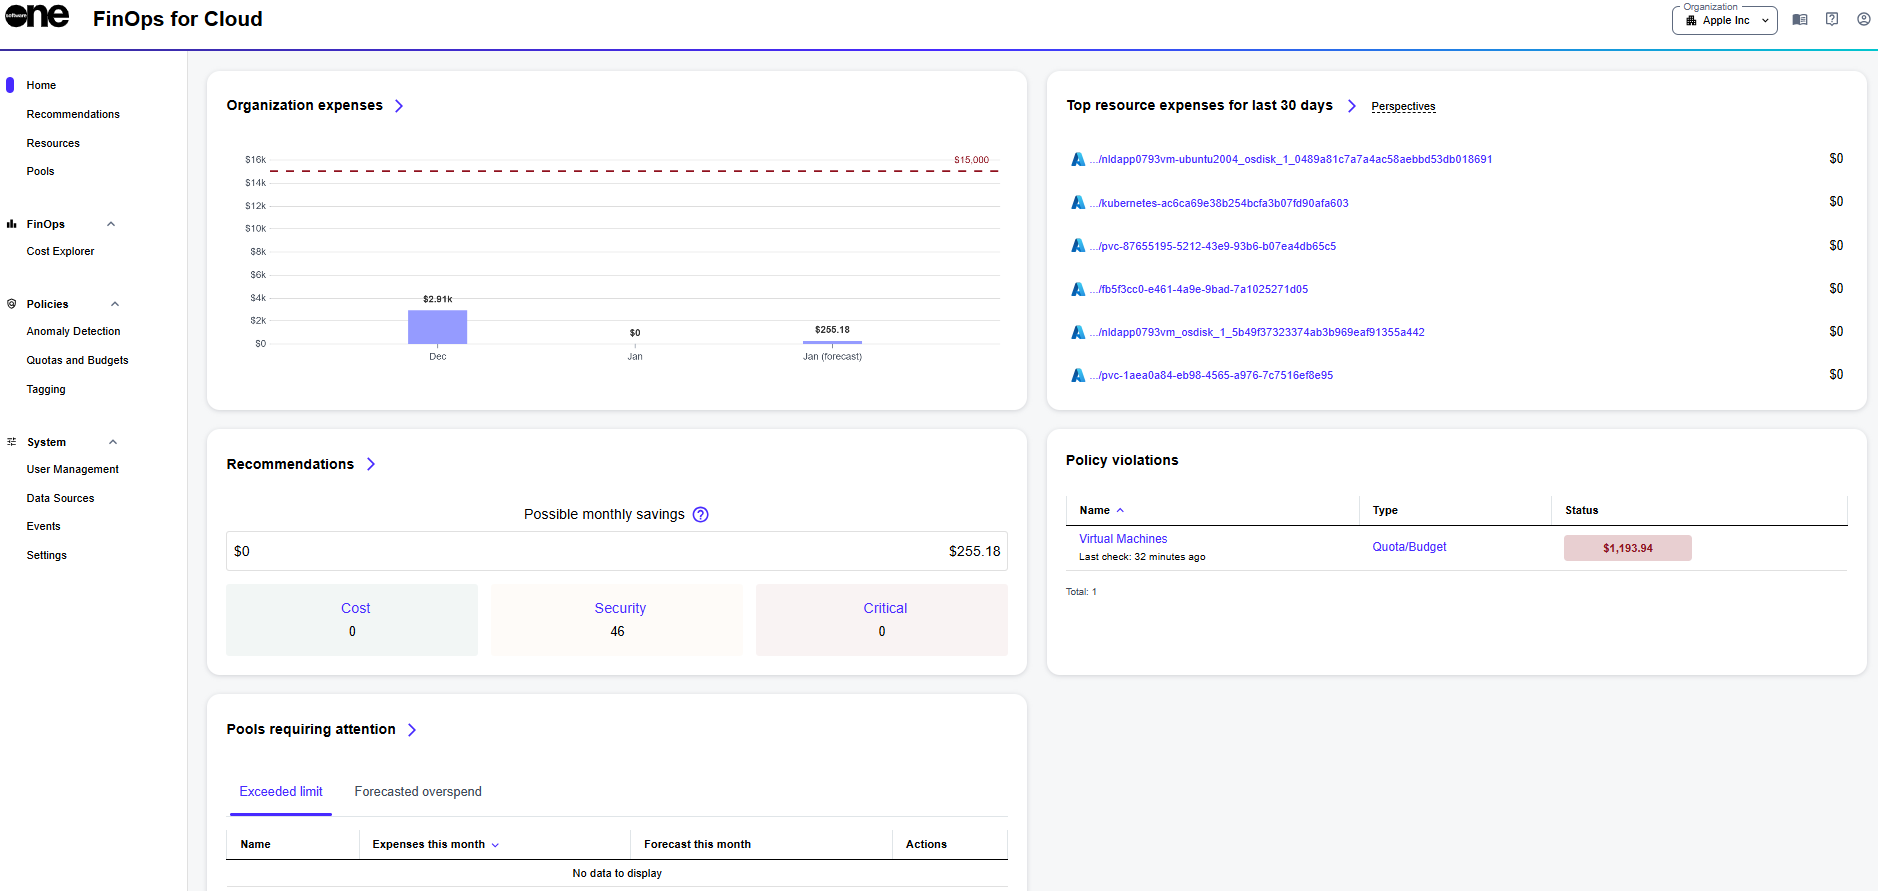 software one
FinOps for Cloud
Organization
Apple Inc
Home
Recommendations
Resources
Pools
FinOps
Cost Explorer
Policies
Anomaly Detection
Quotas and Budgets
Tagging
System
User Management
Data Sources
Events
Settings
Organization expenses
$16k
$15,000
$14k
$12k
$10k
$8k
$6k
$4k
$2k
$0
$2.91k
$0
$255.18
Dec
Jan
Jan (forecast)
Top resource expenses for last 30 days
Perspectives
.../nldapp0793vm-ubuntu2004_osdisk_1_0489a81c7a7a4ac58aebbd53db018691 $0
.../kubernetes-ac6ca69e38b254bcfa3b07fd90afa603 $0
.../pvc-87655195-5212-43e9-93b6-b07ea4db65c5 $0
.../fb5f3cc0-e461-4a9e-9bad-7a1025271d05 $0
.../nldapp0793vm_osdisk_1_5b49f37323374ab3b969eaf91355a442 $0
.../pvc-1aea0a84-eb98-4565-a976-7c7516ef8e95 $0
Recommendations
Possible monthly savings
$0 $255.18
Cost
0
Security
46
Critical
0
Policy violations
Name Type Status
Virtual Machines
Last check: 32 minutes ago
Quota/Budget
$1,193.94
Total: 1
Pools requiring attention
Exceeded limit Forecasted overspend
Name Expenses this month Forecast this month Actions
No data to display